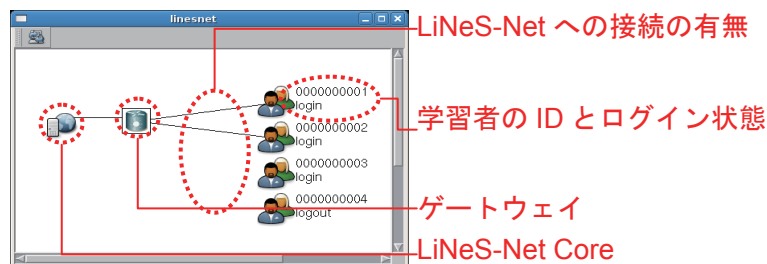 linesnet
LiNeS-Net への接続の有無
0000000001
login
学習者の ID とログイン状態
0000000002
login
0000000003
login
0000000004
logout
ゲートウェイ
LiNeS-Net Core